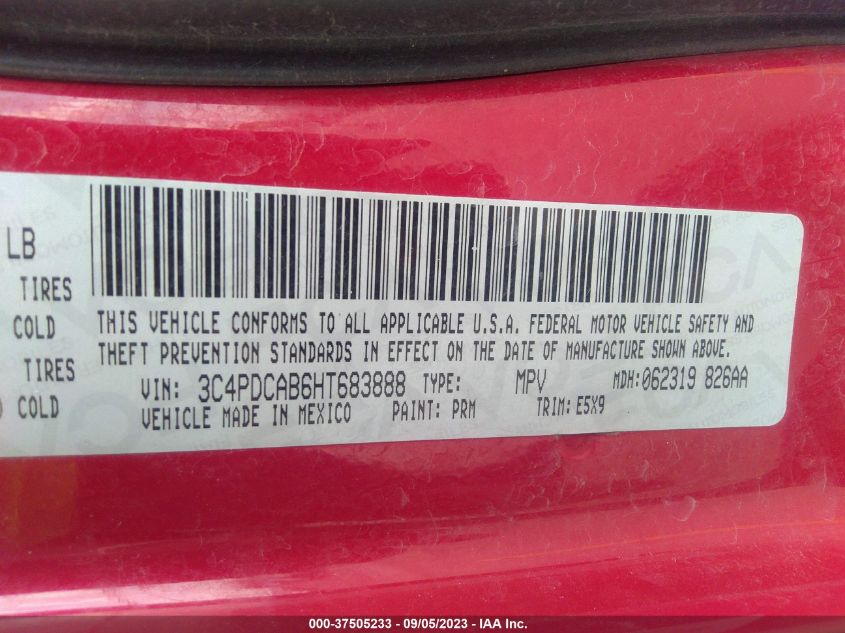 LB
TIRES
COLD
TIRES
COLD
THIS VEHICLE CONFORMS TO ALL APPLICABLE U.S.A. FEDERAL MOTOR VEHICLE SAFETY AND
THEFT PREVENTION STANDARDS IN EFFECT ON THE DATE OF MANUFACTURE SHOWN ABOVE.
VIN: 3C4PDCAB6HT683888 TYPE: MPV MDH:062319 826AA
VEHICLE MADE IN MEXICO PAINT: PRM TRIM: E5X9
000-37505233 - 09/05/2023 - IAA Inc.